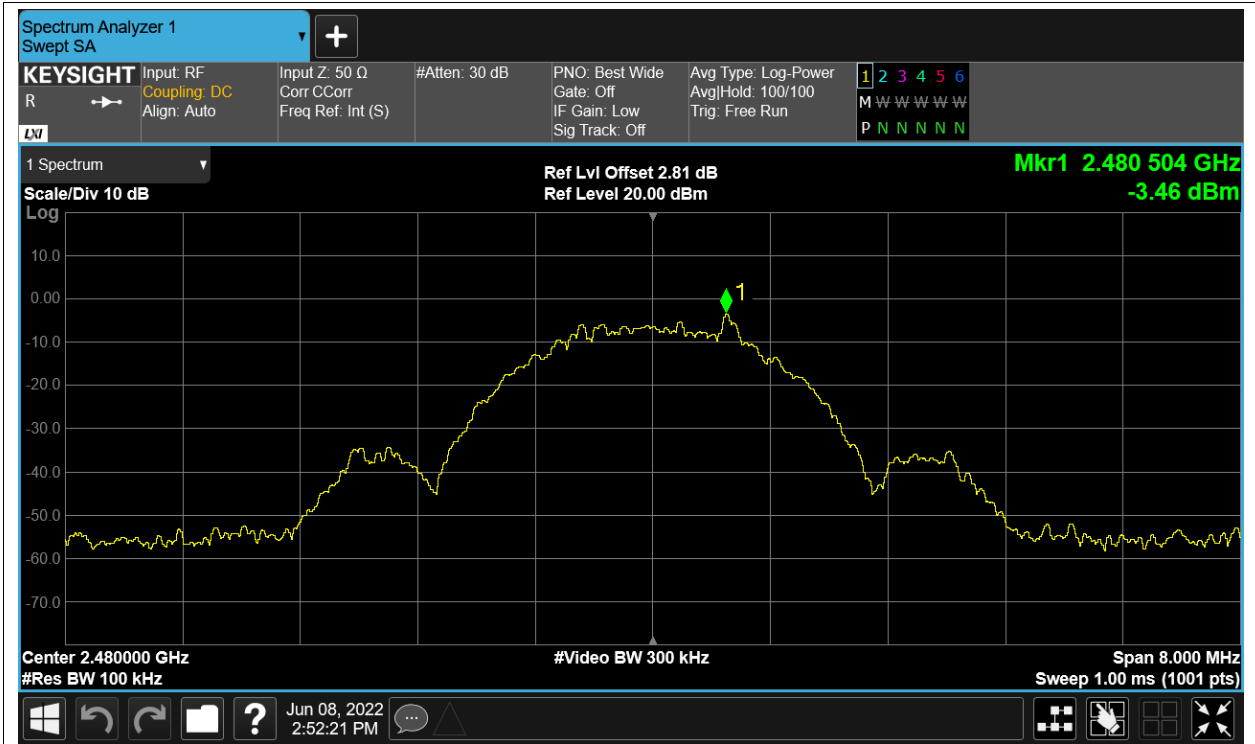 Spectrum Analyzer 1
Swept SA
KEYSIGHT
R
LXI
Input: RF
Coupling: DC
Align: Auto
Input Z: 50 Ω
Corr CCorr
Freq Ref: Int (S)
#Atten: 30 dB
PNO: Best Wide
Gate: Off
IF Gain: Low
Sig Track: Off
Avg Type: Log-Power
Avg|Hold: 100/100
Trig: Free Run
1 2 3 4 5 6
M W W W W W
P N N N N N
1 Spectrum
Scale/Div 10 dB
Log
Ref Lvl Offset 2.81 dB
Ref Level 20.00 dBm
Mkr1 2.480 504 GHz
-3.46 dBm
1
10.0
0.00
-10.0
-20.0
-30.0
-40.0
-50.0
-60.0
-70.0
Center 2.480000 GHz
#Video BW 300 kHz
Span 8.000 MHz
#Res BW 100 kHz
Sweep 1.00 ms (1001 pts)
?
Jun 08, 2022
2:52:21 PM